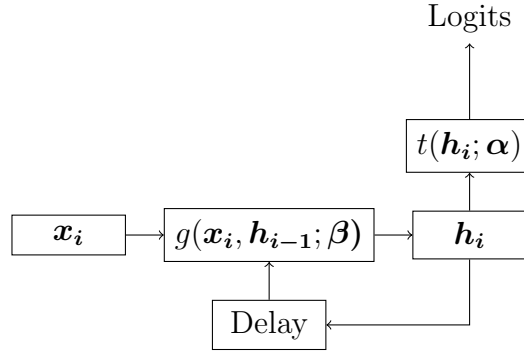 Logits
t(h_i; α)
x_i
g(x_i, h_{i−1}; β)
h_i
Delay